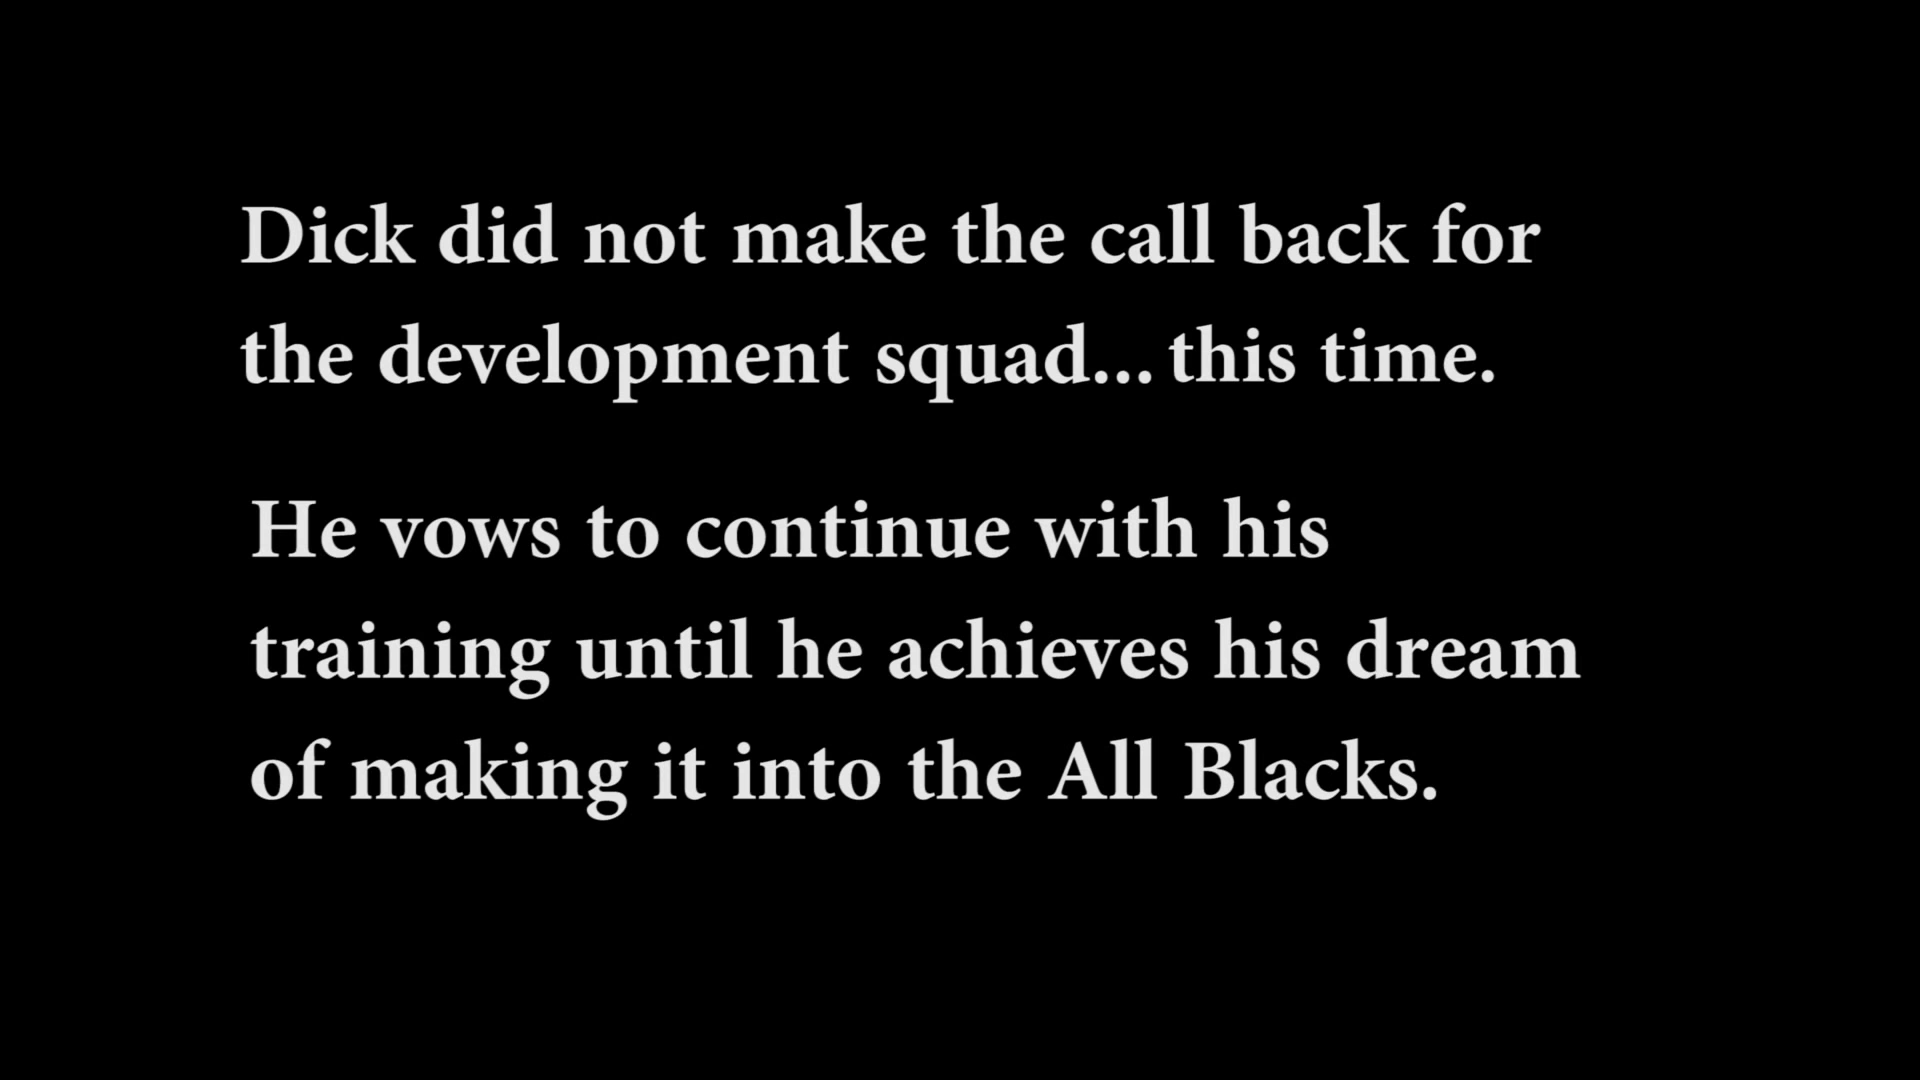 Dick did not make the call back for
the development squad... this time.
He vows to continue with his
training until he achieves his dream
of making it into the All Blacks.